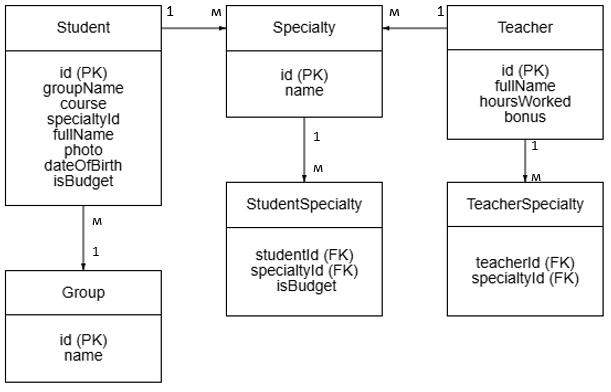 1
м
м
1
Student
Specialty
Teacher
id (PK)
groupName
course
specialtyId
fullName
photo
dateOfBirth
isBudget
id (PK)
name
id (PK)
fullName
hoursWorked
bonus
1
м
1
м
м
1
StudentSpecialty
TeacherSpecialty
studentId (FK)
specialtyId (FK)
isBudget
teacherId (FK)
specialtyId (FK)
Group
id (PK)
name